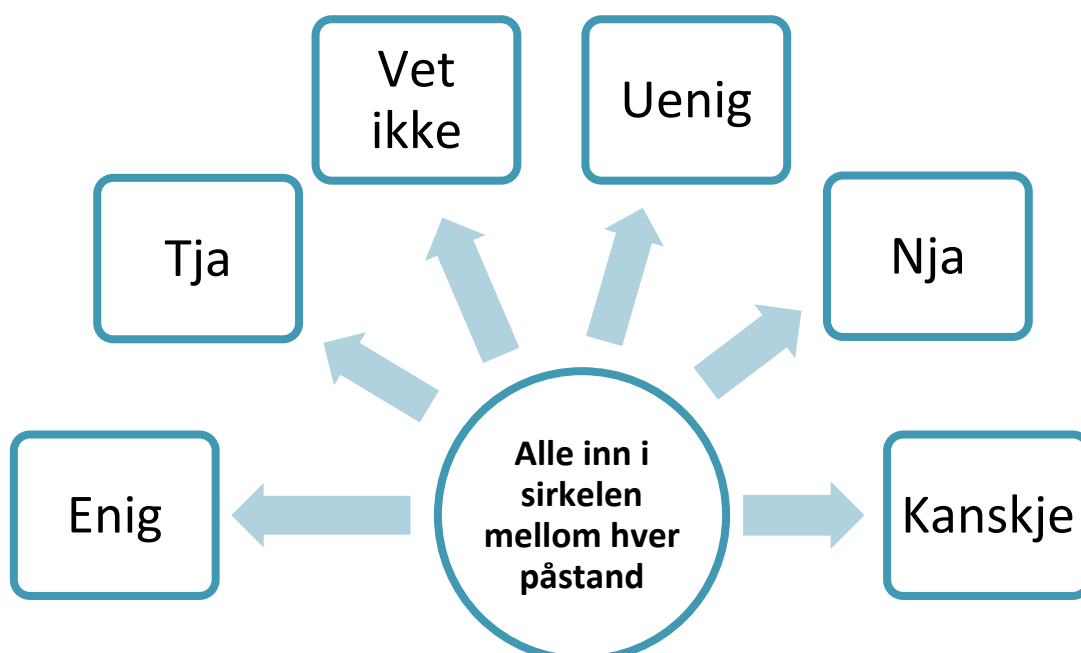 Vet
ikke
Uenig
Tja
Nja
Enig
Alle inn i
sirkelen
mellom hver
påstand
Kanskje